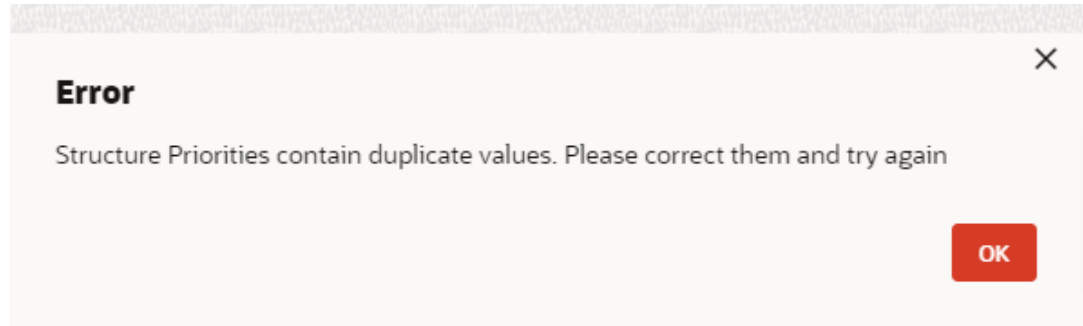 Error
Structure Priorities contain duplicate values. Please correct them and try again
OK